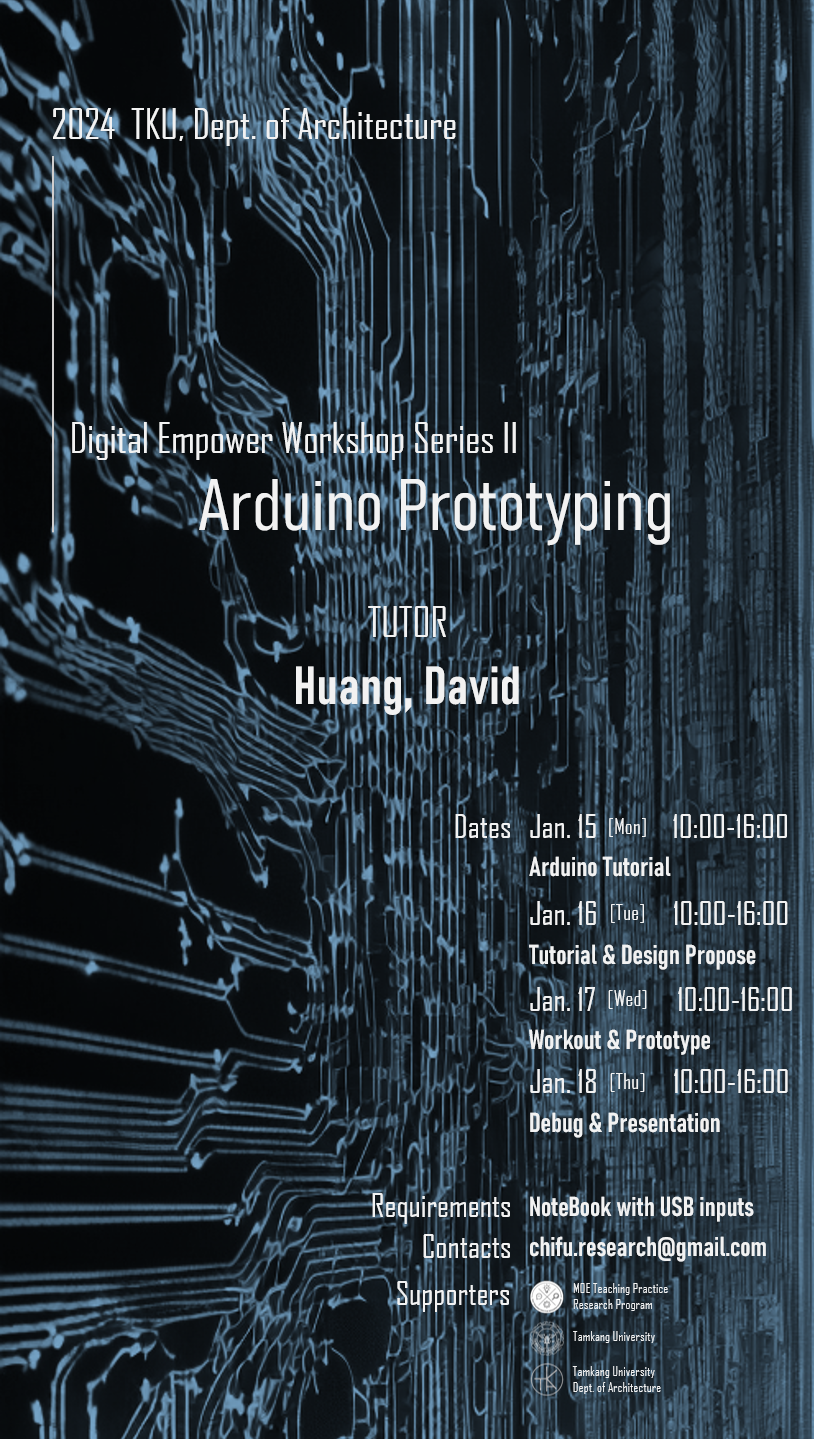 2024 TKU, Dept. of Architecture
Digital Empower Workshop Series II
Arduino Prototyping
TUTOR
Huang, David
Dates Jan. 15 [Mon] 10:00-16:00
Arduino Tutorial
Jan. 16 [Tue] 10:00-16:00
Tutorial & Design Propose
Jan. 17 [Wed] 10:00-16:00
Workout & Prototype
Jan. 18 [Thu] 10:00-16:00
Debug & Presentation
Requirements NoteBook with USB inputs
Contacts chifu.research@gmail.com
Supporters
MOE Teaching Practice
Research Program
Tamkang University
Tamkang University
Dept. of Architecture